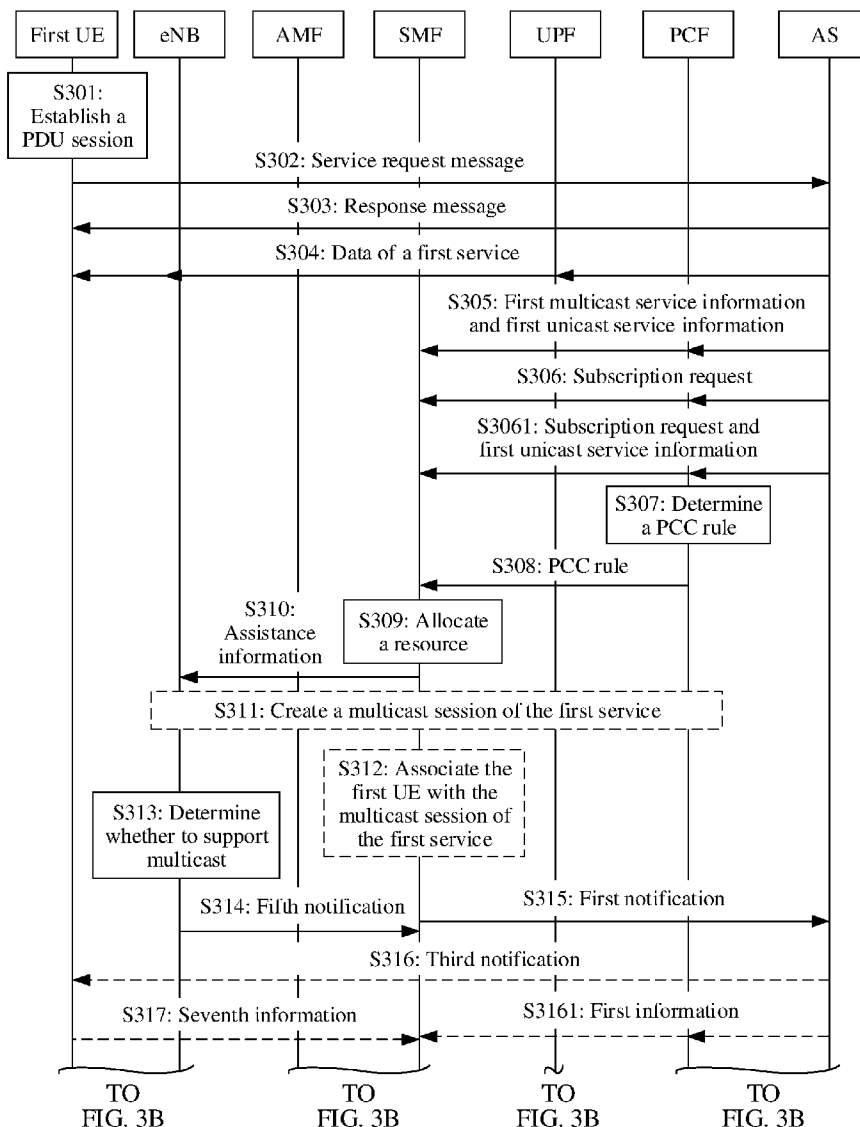 First UE
eNB
AMF
SMF
UPF
PCF
AS
S301:
Establish a
PDU session
S302: Service request message
S303: Response message
S304: Data of a first service
S305: First multicast service information
and first unicast service information
S306: Subscription request
S3061: Subscription request and
first unicast service information
S307: Determine
a PCC rule
S308: PCC rule
S309: Allocate
a resource
S310:
Assistance
information
S311: Create a multicast session of the first service
S312: Associate the
first UE with the
multicast session of
the first service
S313: Determine
whether to support
multicast
S314: Fifth notification
S315: First notification
S316: Third notification
S317: Seventh information
S3161: First information
TO
FIG. 3B
TO
FIG. 3B
TO
FIG. 3B
TO
FIG. 3B